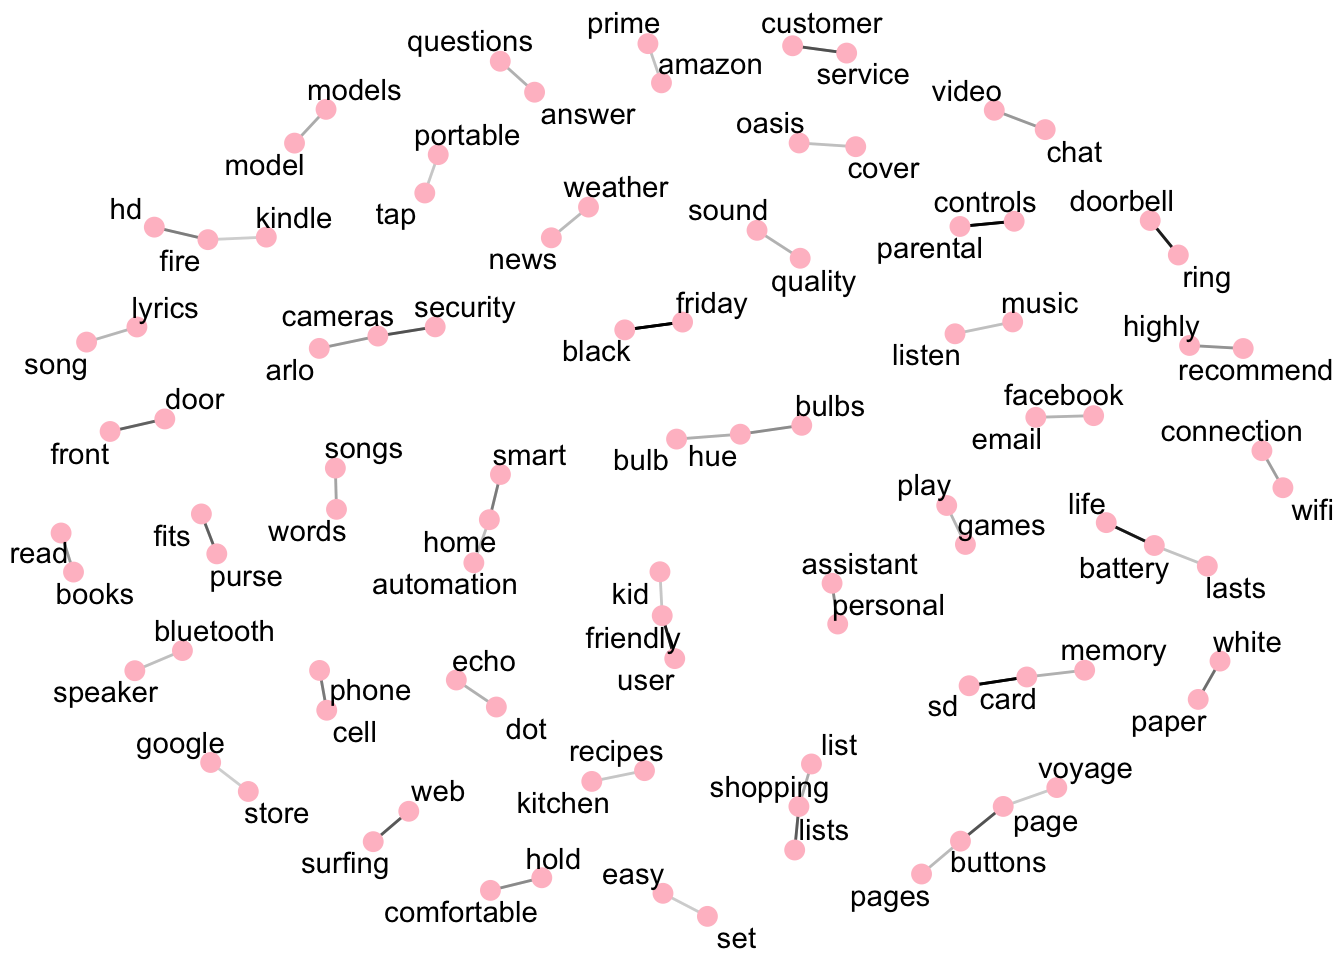 prime
customer
questions
amazon
service
models
video
answer
portable
oasis
chat
model
cover
weather
hd
kindle
tap
sound
controls
doorbell
fire
news
parental
quality
ring
lyrics
cameras
security
friday
music
highly
song
arlo
black
listen
recommend
door
facebook
bulbs
front
email
connection
songs
smart
bulb
hue
play
life
wifi
read
fits
words
home
games
books
purse
automation
assistant
battery
lasts
kid
personal
bluetooth
friendly
white
speaker
phone
echo
user
memory
cell
dot
sd
card
paper
google
recipes
list
store
web
kitchen
shopping
voyage
surfing
lists
page
hold
easy
buttons
comfortable
pages
set